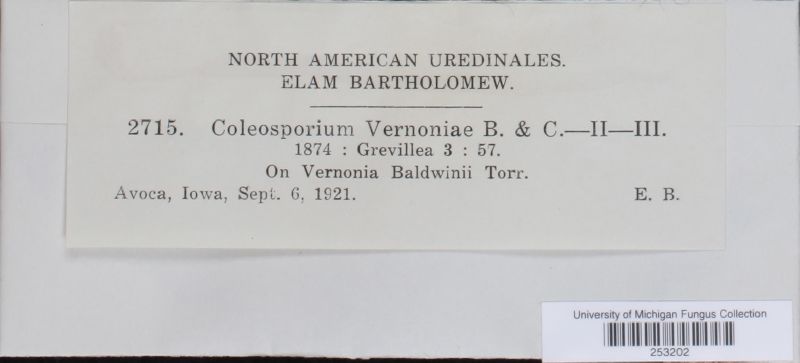 NORTH AMERICAN UREDINALES.
ELAM BARTHOLOMEW.
2715. Coleosporium Vernoniae B. & C.—II—III.
1874 : Grevillea 3 : 57.
On Vernonia Baldwinii Torr.
Avoca, Iowa, Sept. 6, 1921. E. B.
University of Michigan Fungus Collection
253202